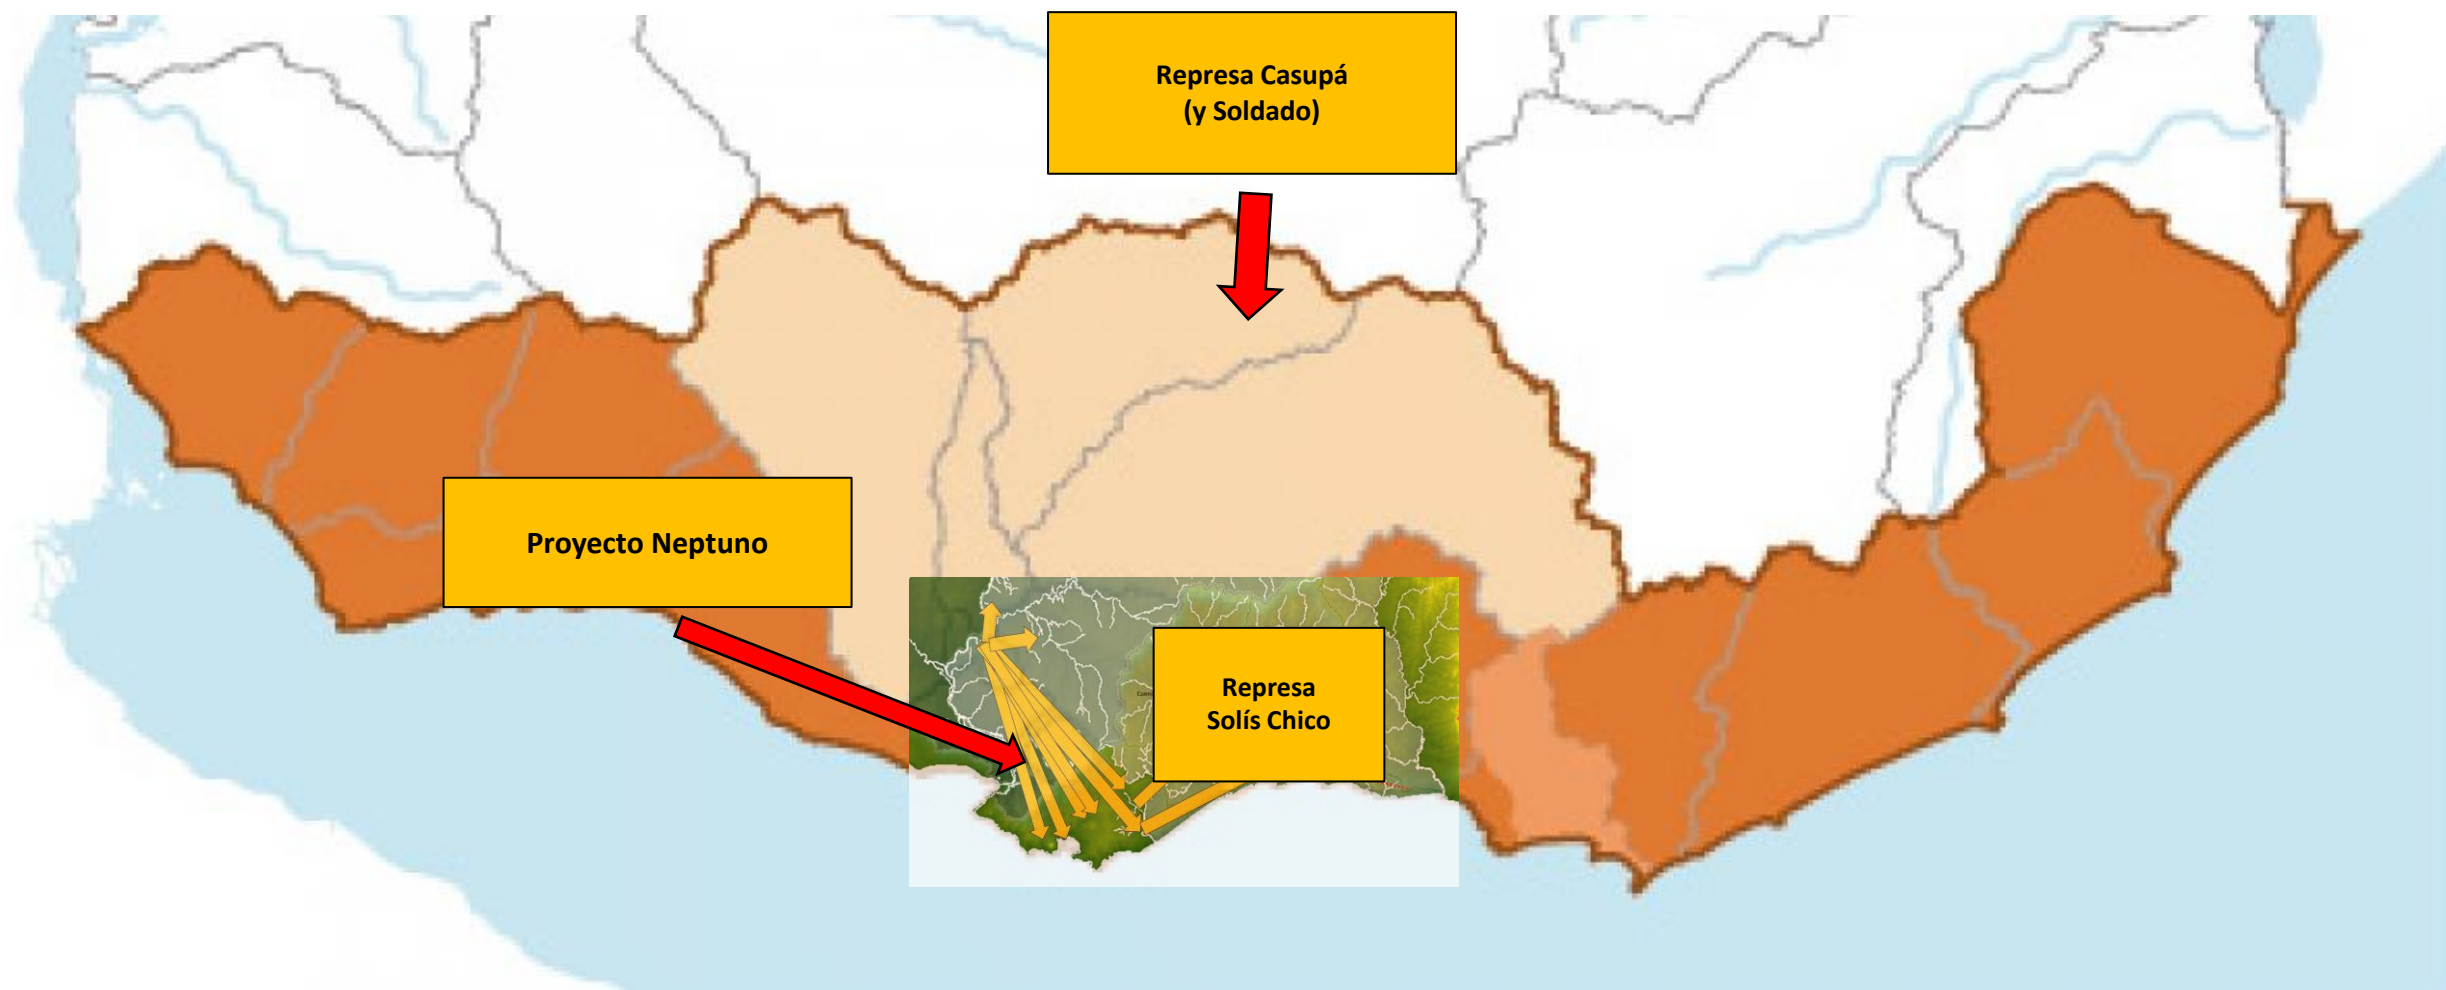 Represa Casupá
(y Soldado)
Proyecto Neptuno
Represa
Solís Chico